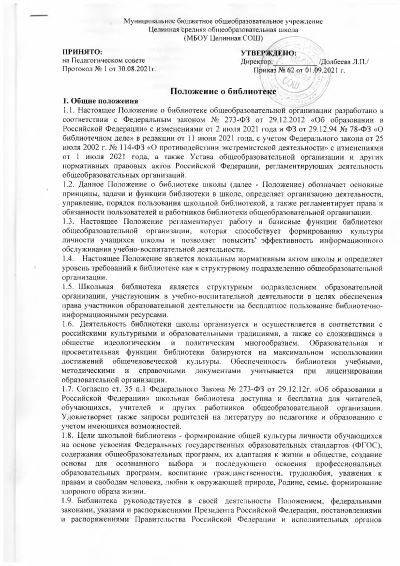 Муниципальное бюджетное общеобразовательное учреждение
Целинная средняя общеобразовательная школа
(МБОУ Целинная СОШ)
ПРИНЯТО: УТВЕРЖДЕНО:
на Педагогическом совете Директор: /Долбеева Л.П./
Протокол № 1 от 30.08.2021г. Приказ № 62 от 01.09.2021 г.
Положение о библиотеке
1. Общие положения
1.1. Настоящее Положение о библиотеке общеобразовательной организации разработано в
соответствии с Федеральным законом № 273-ФЗ от 29.12.2012 «Об образовании в
Российской Федерации» с изменениями от 2 июля 2021 года и ФЗ от 29.12.94 № 78-ФЗ «О
библиотечном деле» в редакции от 11 июня 2021 года, с учетом Федерального закона от 25
июля 2002 г. № 114-ФЗ «О противодействии экстремистской деятельности» с изменениями
от 1 июля 2021 года, а также Устава общеобразовательной организации и других
нормативных правовых актов Российской Федерации, регламентирующих деятельность
общеобразовательных организаций.
1.2. Данное Положение о библиотеке школы (далее - Положение) обозначает основные
принципы, задачи и функции библиотеки в школе, определяет организацию деятельности,
управление, порядок пользования школьной библиотекой, а также регламентирует права и
обязанности пользователей и работников библиотеки общеобразовательной организации.
1.3. Настоящее Положение регламентирует работу и базисные функции библиотеки
общеобразовательной организации, которая способствует формированию культуры
личности учащихся школы и позволяет повысить эффективность информационного
обслуживания учебно-воспитательной деятельности.
1.4. Настоящее Положение является локальным нормативным актом школы и определяет
уровень требований к библиотеке как к структурному подразделению общеобразовательной
организации.
1.5. Школьная библиотека является структурным подразделением образовательной
организации, участвующим в учебно-воспитательной деятельности в целях обеспечения
права участников образовательной деятельности на бесплатное пользование библиотечно-
информационными ресурсами.
1.6. Деятельность библиотеки школы организуется и осуществляется в соответствии с
российскими культурными и образовательными традициями, а также со сложившимся в
обществе идеологическим и политическим многообразием. Образовательная и
просветительная функции библиотеки базируются на максимальном использовании
достижений общечеловеческой культуры. Обеспеченность библиотеки учебными,
методическими и справочными документами учитывается при лицензировании
образовательной организации.
1.7. Согласно ст. 35 п.1 Федерального Закона № 273-ФЗ от 29.12.12г. «Об образовании в
Российской Федерации» школьная библиотека доступна и бесплатна для читателей,
обучающихся, учителей и других работников общеобразовательной организации.
Удовлетворяет также запросы родителей на литературу по педагогике и образованию с
учетом имеющихся возможностей.
1.8. Цели школьной библиотеки - формирование общей культуры личности обучающихся
на основе усвоения Федеральных государственных образовательных стандартов (ФГОС),
содержания общеобразовательных программ, их адаптация к жизни в обществе, создание
основы для осознанного выбора и последующего освоения профессиональных
образовательных программ, воспитание гражданственности, трудолюбия, уважения к
правам и свободам человека, любви к окружающей природе, Родине, семье, формирование
здорового образа жизни.
1.9. Библиотека руководствуется в своей деятельности Положением, федеральными
законами, указами и распоряжениями Президента Российской Федерации, постановлениями
и распоряжениями Правительства Российской Федерации и исполнительных органов